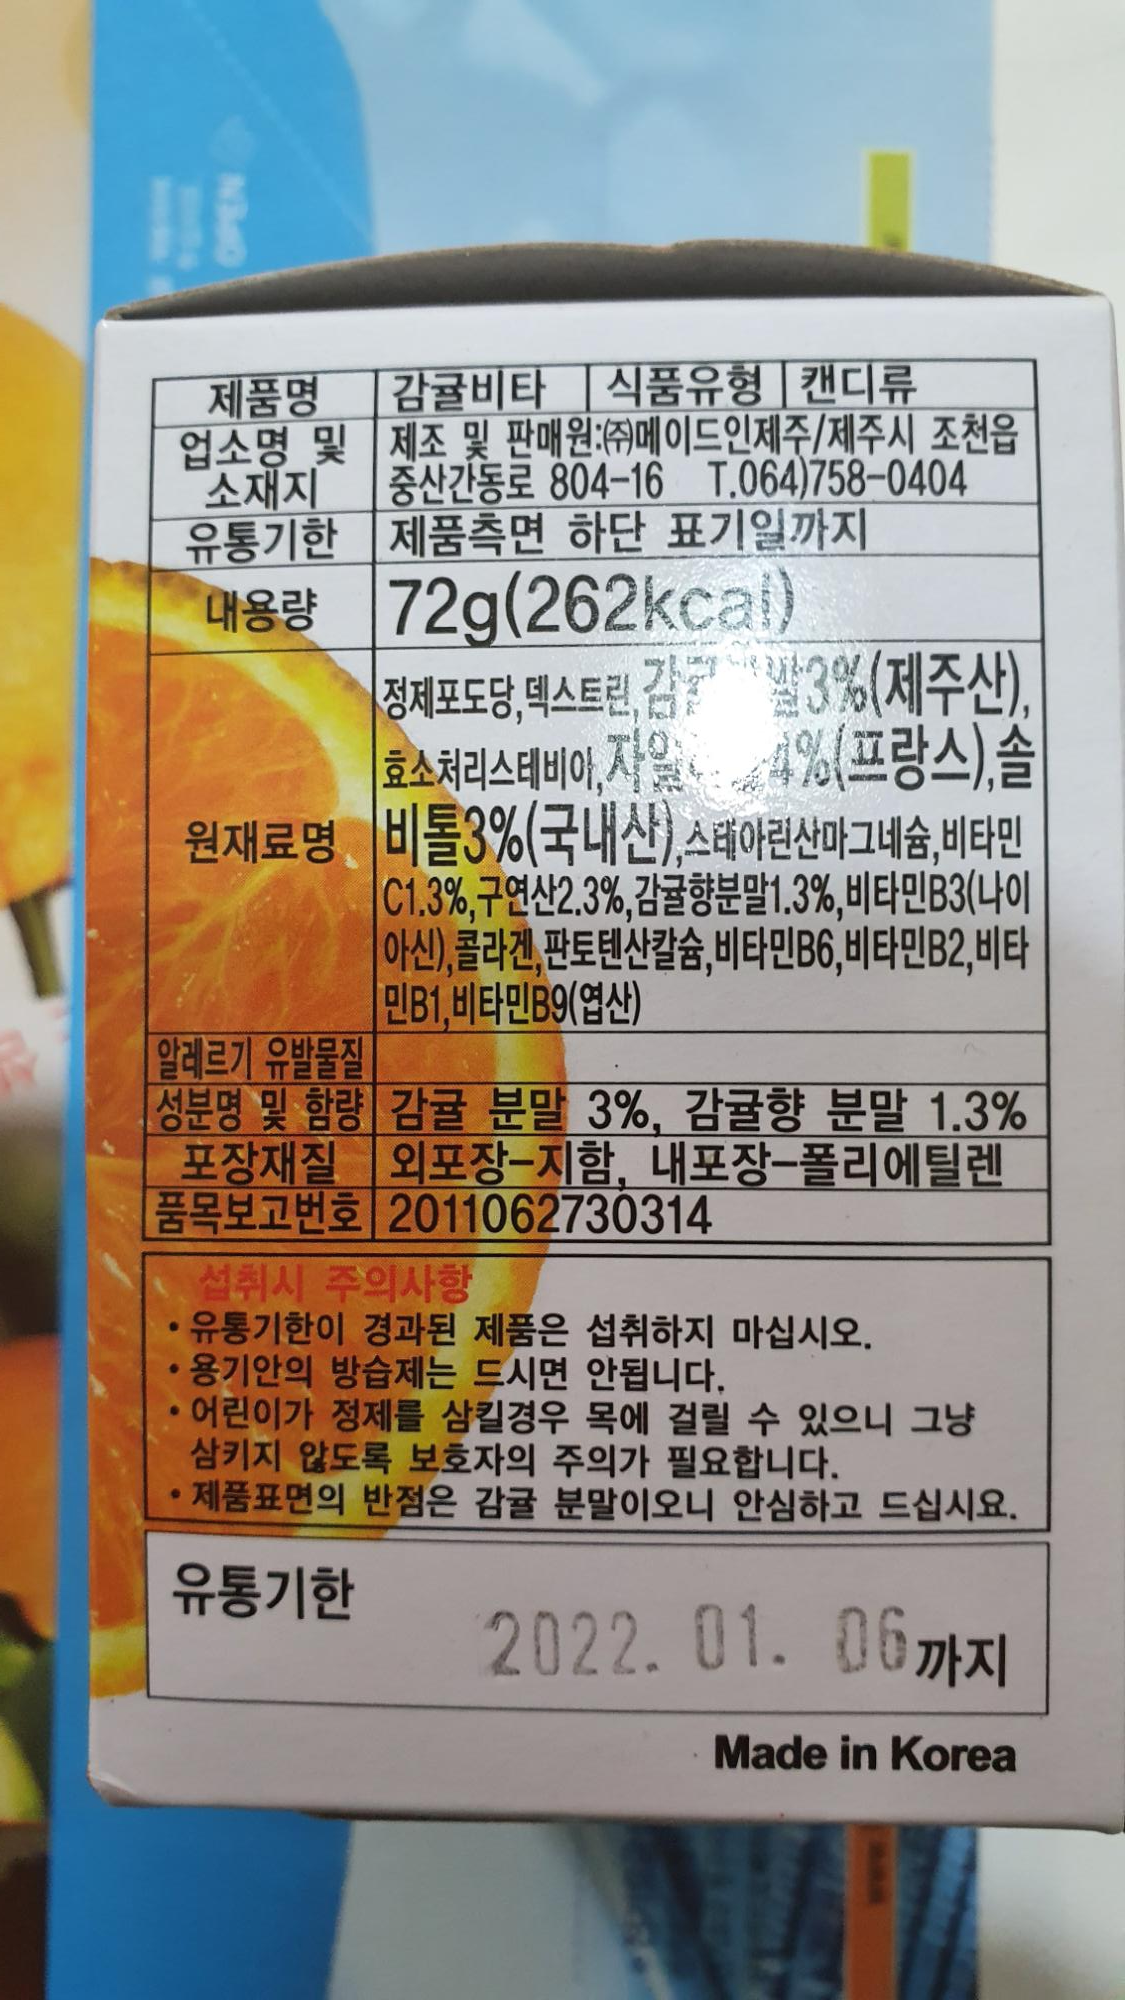 제품명 감귤비타 식품유형 캔디류
업소명 및 소재지
제조 및 판매원:㈜메이드인제주/제주시 조천읍
중산간동로 804-16 T.064)758-0404
유통기한 제품측면 하단 표기일까지
내용량 72g(262kcal)
원재료명
정제포도당,덱스트린,감귤 3%(제주산),
효소처리스테비아, 4%(프랑스),솔
비톨3%(국내산),스테아린산마그네슘,비타민
C1.3%,구연산2.3%,감귤향분말1.3%,비타민B3(나이
아신),콜라겐,판토텐산칼슘,비타민B6,비타민B2,비타
민B1,비타민B9(엽산)
알레르기 유발물질
성분명 및 함량 감귤 분말 3%, 감귤향 분말 1.3%
포장재질 외포장-지함, 내포장-폴리에틸렌
품목보고번호 2011062730314
섭취시 주의사항
·유통기한이 경과된 제품은 섭취하지 마십시오.
·용기안의 방습제는 드시면 안됩니다.
·어린이가 정제를 삼킬경우 목에 걸릴 수 있으니 그냥
삼키지 않도록 보호자의 주의가 필요합니다.
·제품표면의 반점은 감귤 분말이오니 안심하고 드십시요.
유통기한
2022. 01. 06까지
Made in Korea